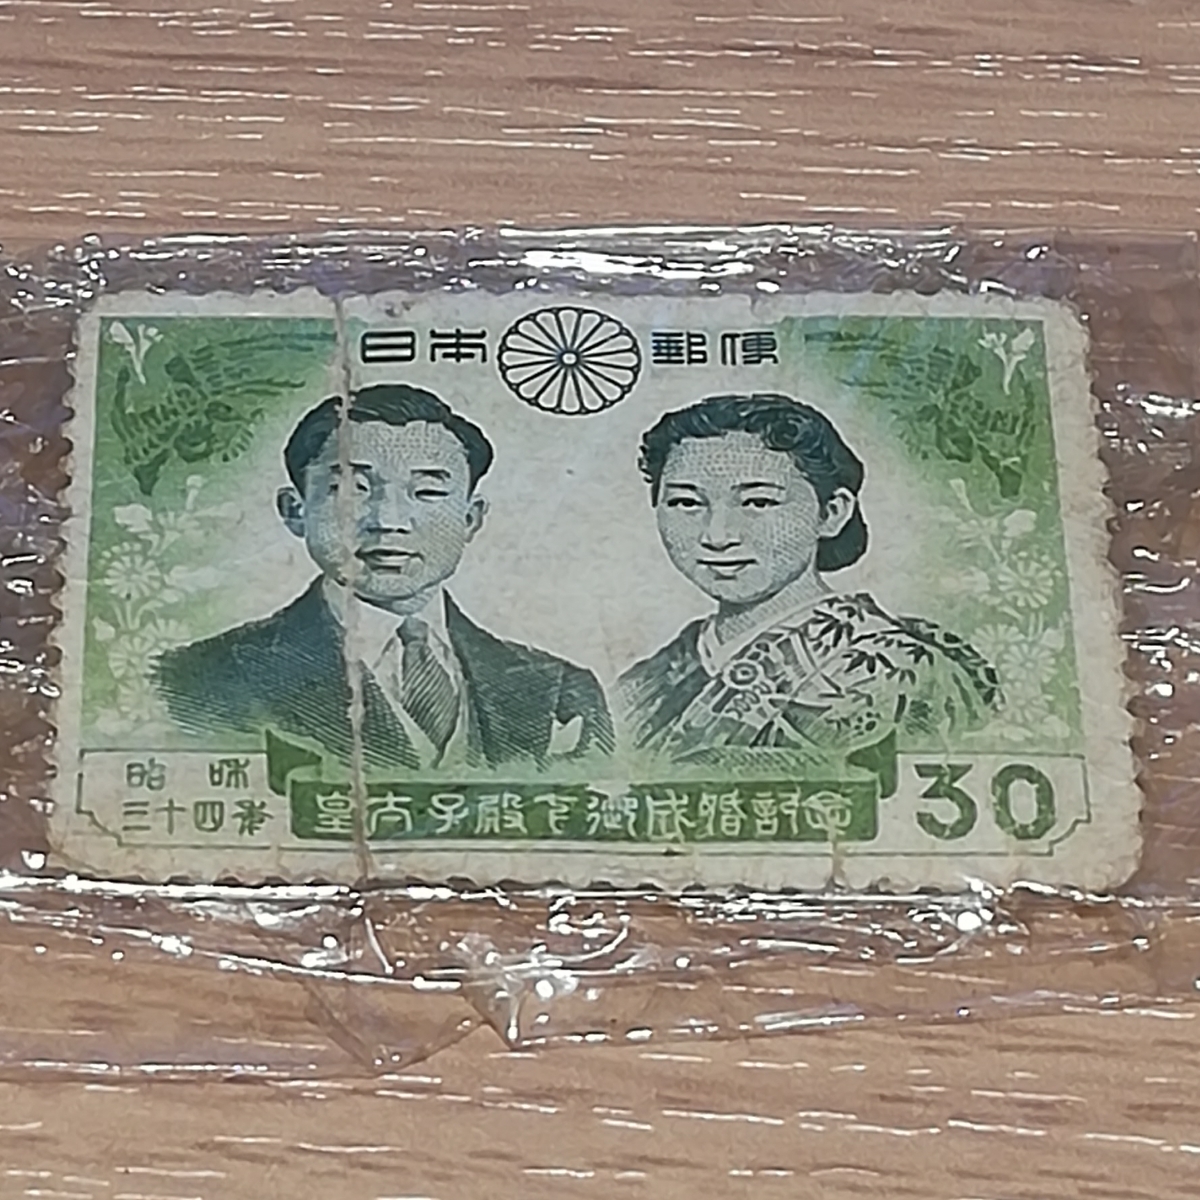 日本郵便
昭和
三十四年
皇太子殿下御成婚記念
30